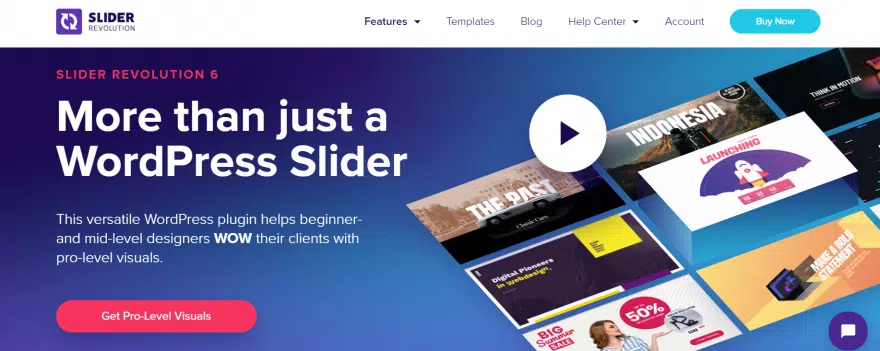 SLIDER
REVOLUTION
Features
Templates
Blog
Help Center
Account
Buy Now
SLIDER REVOLUTION 6
More than just a
WordPress Slider
This versatile WordPress plugin helps beginner-
and mid-level designers WOW their clients with
pro-level visuals.
Get Pro-Level Visuals
THINK IN MOTION
INDONESIA
LAUNCHING
THE PAST
Classic Cars
MAKE A BOLD
STATEMENT
Digital Pioneers
in Webdesign.
BIG
Summer
SALE
50%